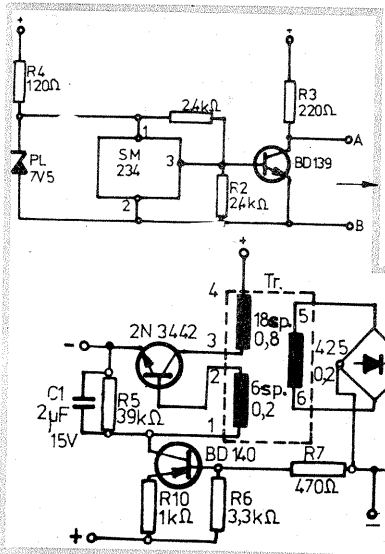 +
-
R4
120Ω
24kΩ
R3
220Ω
A
1
SM
234
3
BD139
PL
7V5
2
R2
24kΩ
B
+
Tr.
4
2N 3442
18sp.
0,8
5
-
3
2
425
0,2
C1
2µF
15V
R5
39kΩ
6sp.
0,2
6
1
BD140
R7
470Ω
R10
1kΩ
R6
3,3kΩ
+
-